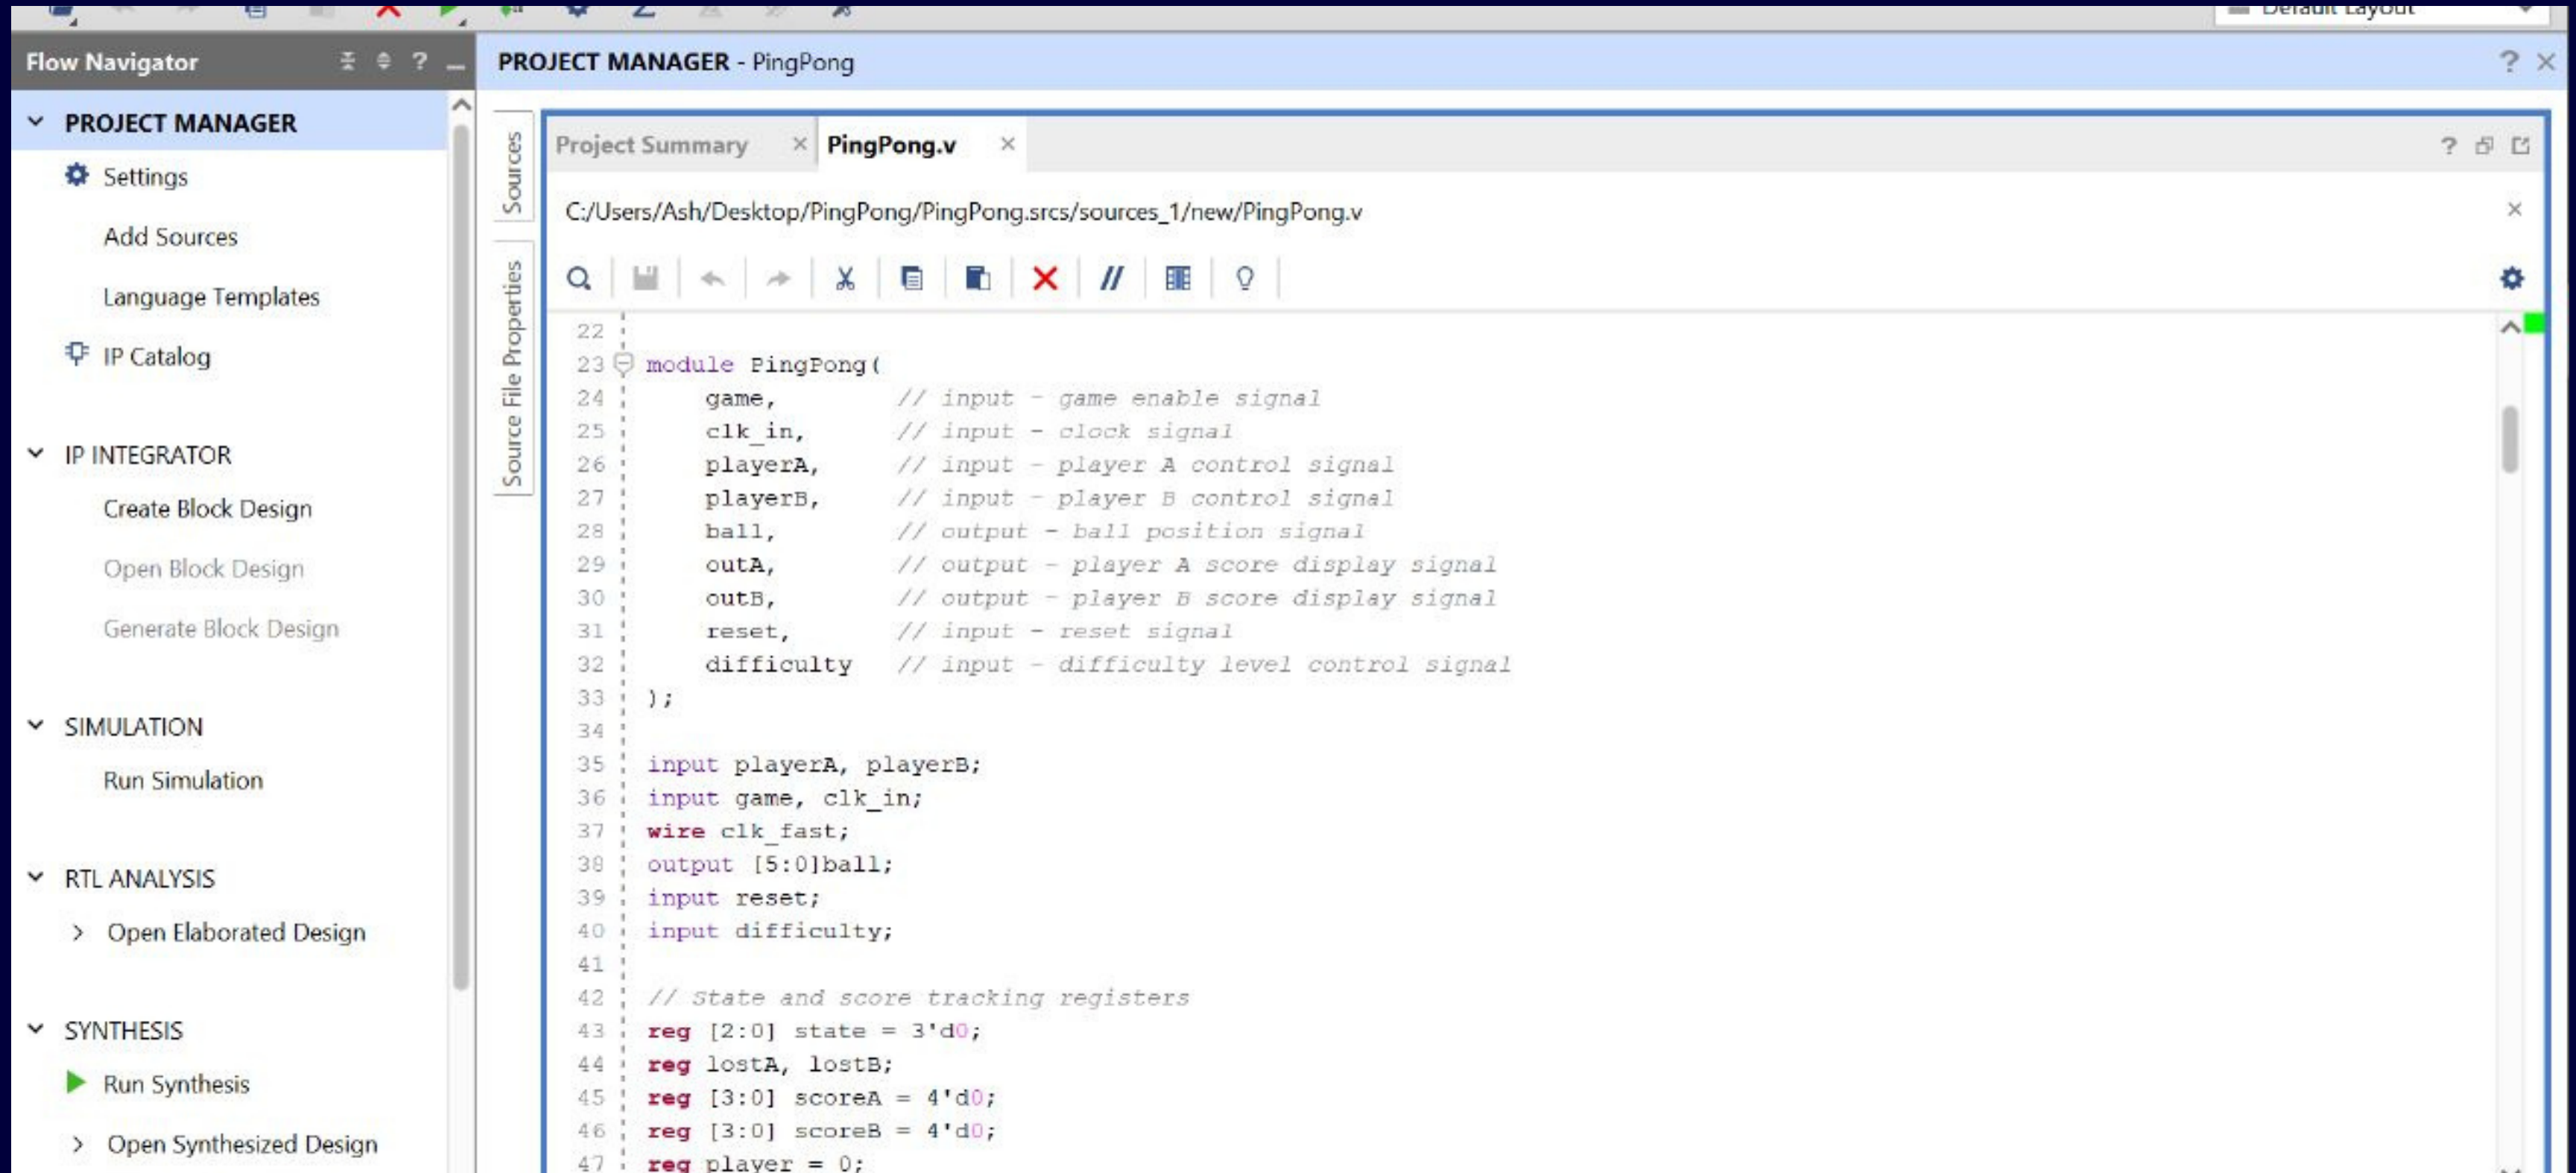 Default Layout
Flow Navigator
PROJECT MANAGER
Settings
Add Sources
Language Templates
IP Catalog
IP INTEGRATOR
Create Block Design
Open Block Design
Generate Block Design
SIMULATION
Run Simulation
RTL ANALYSIS
Open Elaborated Design
SYNTHESIS
Run Synthesis
Open Synthesized Design
PROJECT MANAGER - PingPong
Sources
Source File Properties
Project Summary
PingPong.v
C:/Users/Ash/Desktop/PingPong/PingPong.srcs/sources_1/new/PingPong.v
22
23 module PingPong(
24 game, // input - game enable signal
25 clk_in, // input - clock signal
26 playerA, // input - player A control signal
27 playerB, // input - player B control signal
28 ball, // output - ball position signal
29 outA, // output - player A score display signal
30 outB, // output - player B score display signal
31 reset, // input - reset signal
32 difficulty // input - difficulty level control signal
33 );
34
35 input playerA, playerB;
36 input game, clk_in;
37 wire clk_fast;
38 output [5:0]ball;
39 input reset;
40 input difficulty;
41
42 // State and score tracking registers
43 reg [2:0] state = 3'd0;
44 reg lostA, lostB;
45 reg [3:0] scoreA = 4'd0;
46 reg [3:0] scoreB = 4'd0;
47 reg player = 0;